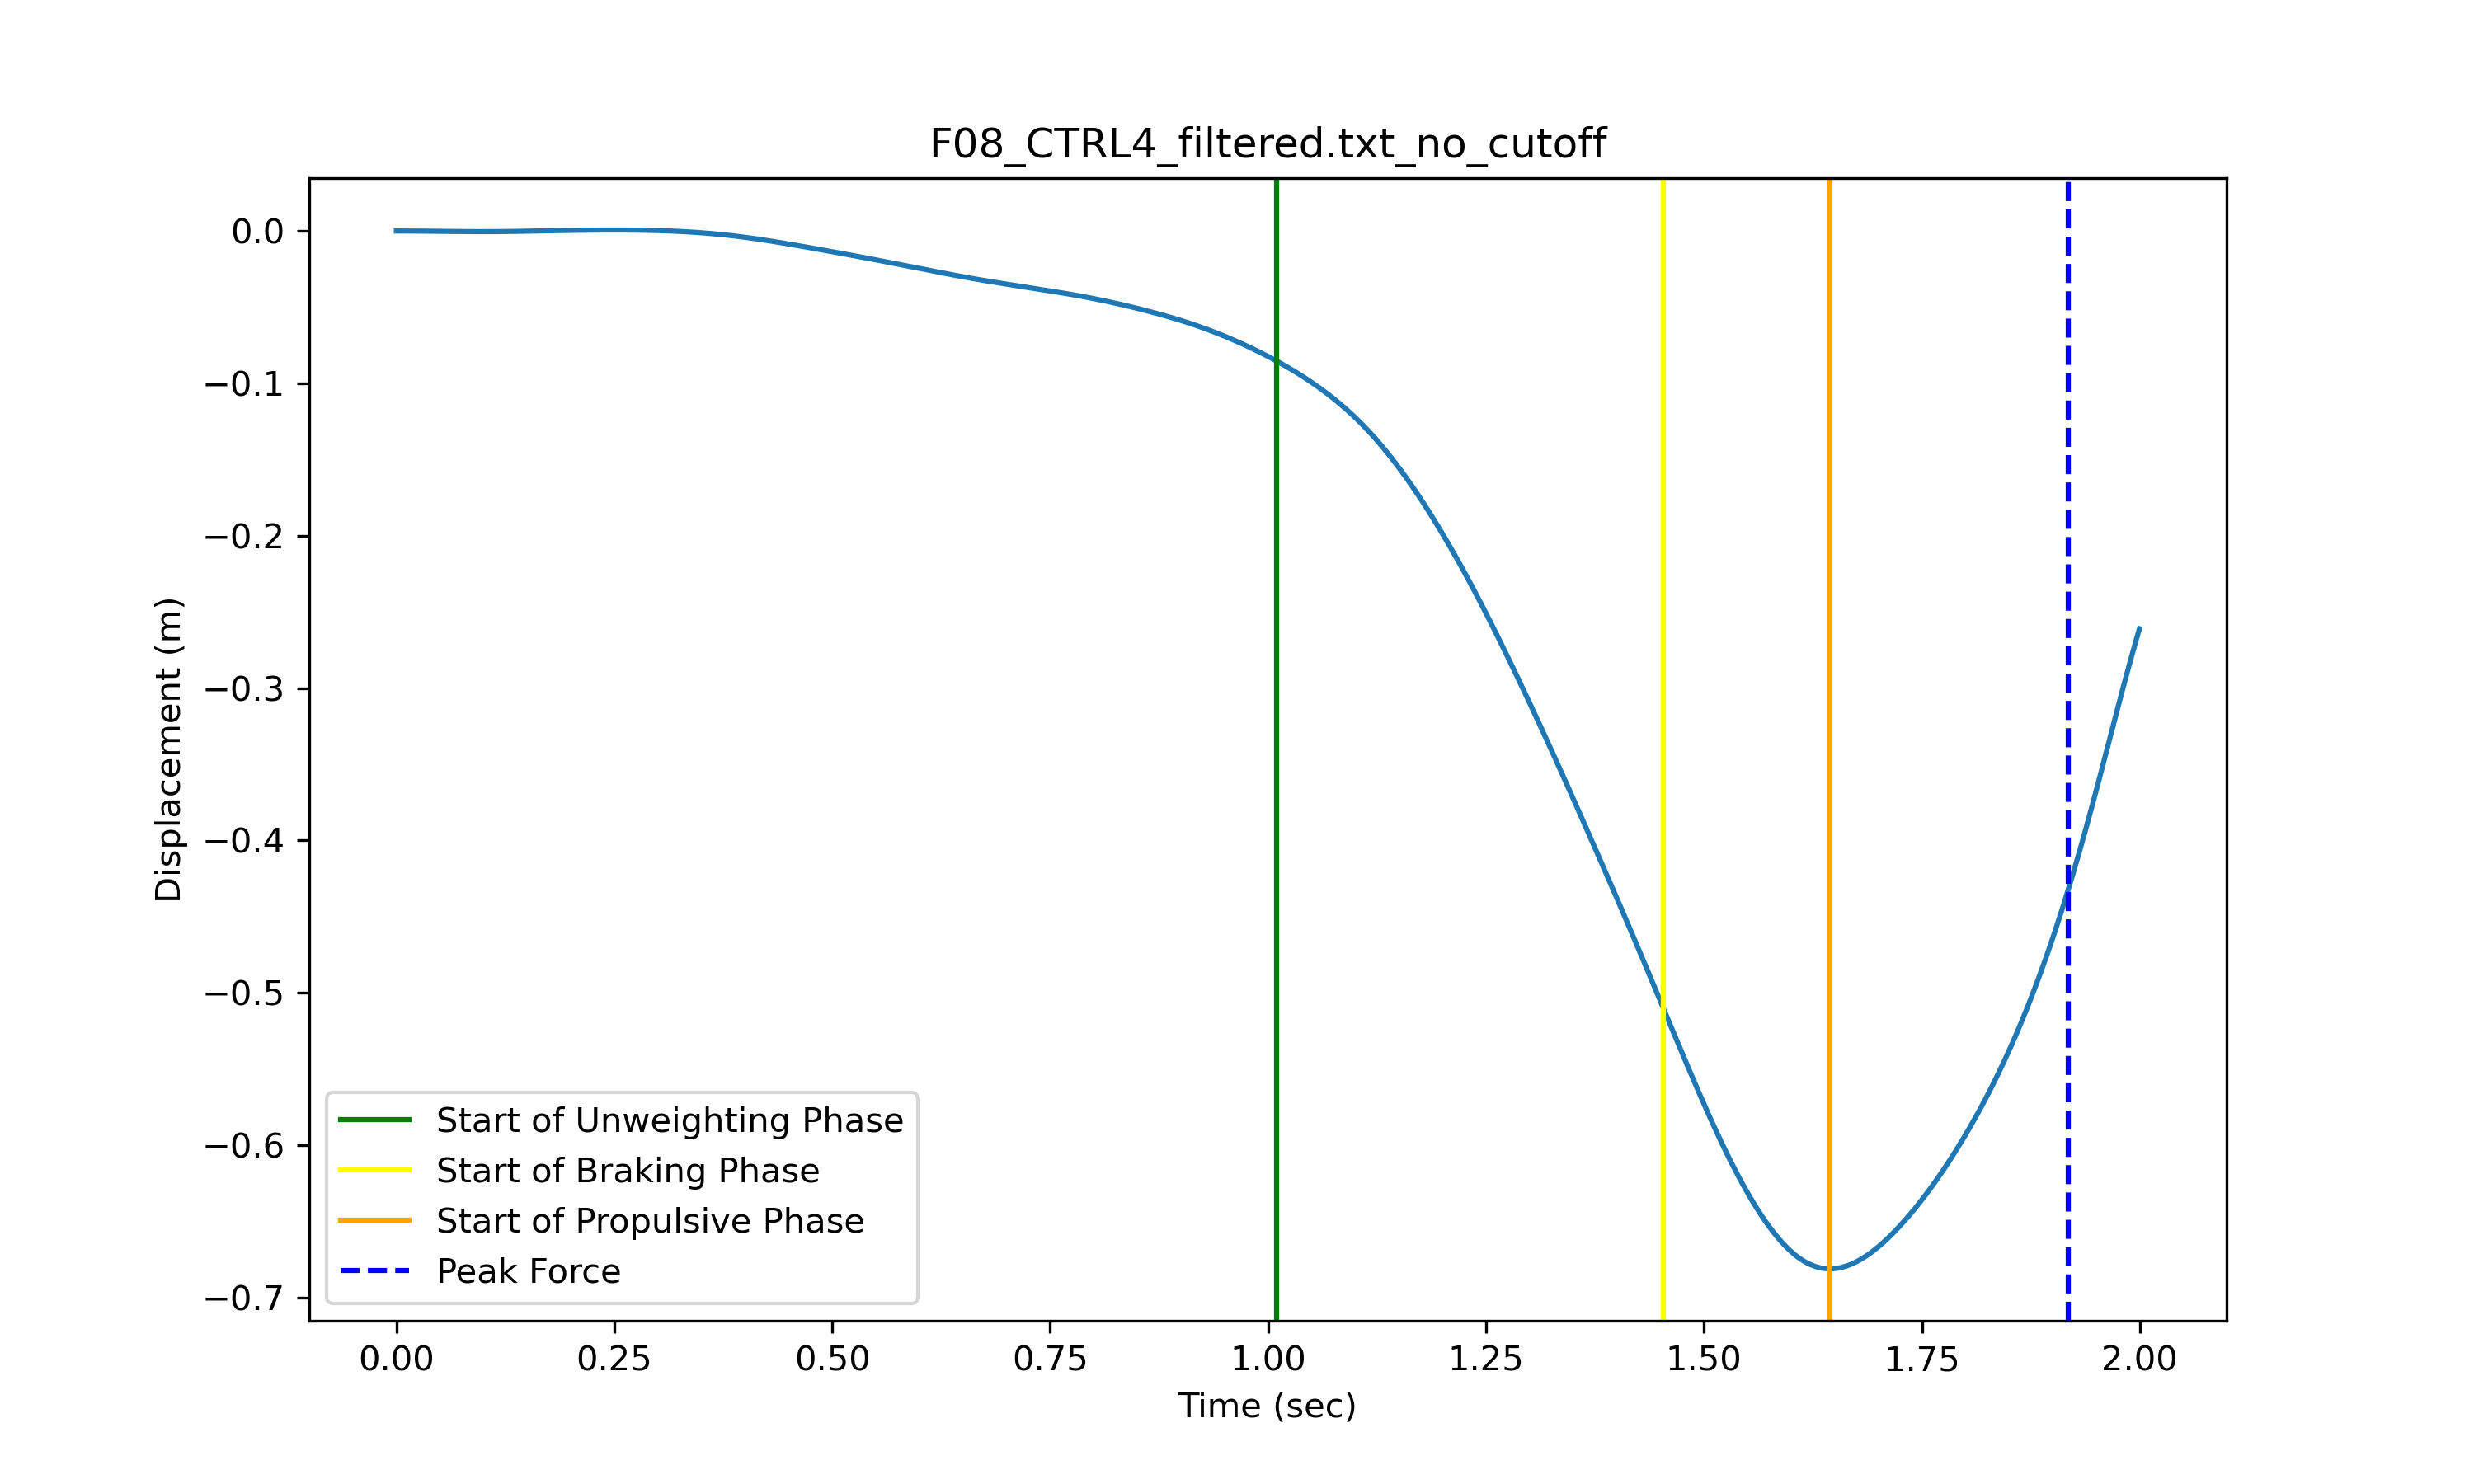 F08_CTRL4_filtered.txt_no_cutoff
0.0
−0.1
−0.2
−0.3
−0.4
−0.5
−0.6
−0.7
Displacement (m)
Start of Unweighting Phase
Start of Braking Phase
Start of Propulsive Phase
Peak Force
0.00 0.25 0.50 0.75 1.00 1.25 1.50 1.75 2.00
Time (sec)